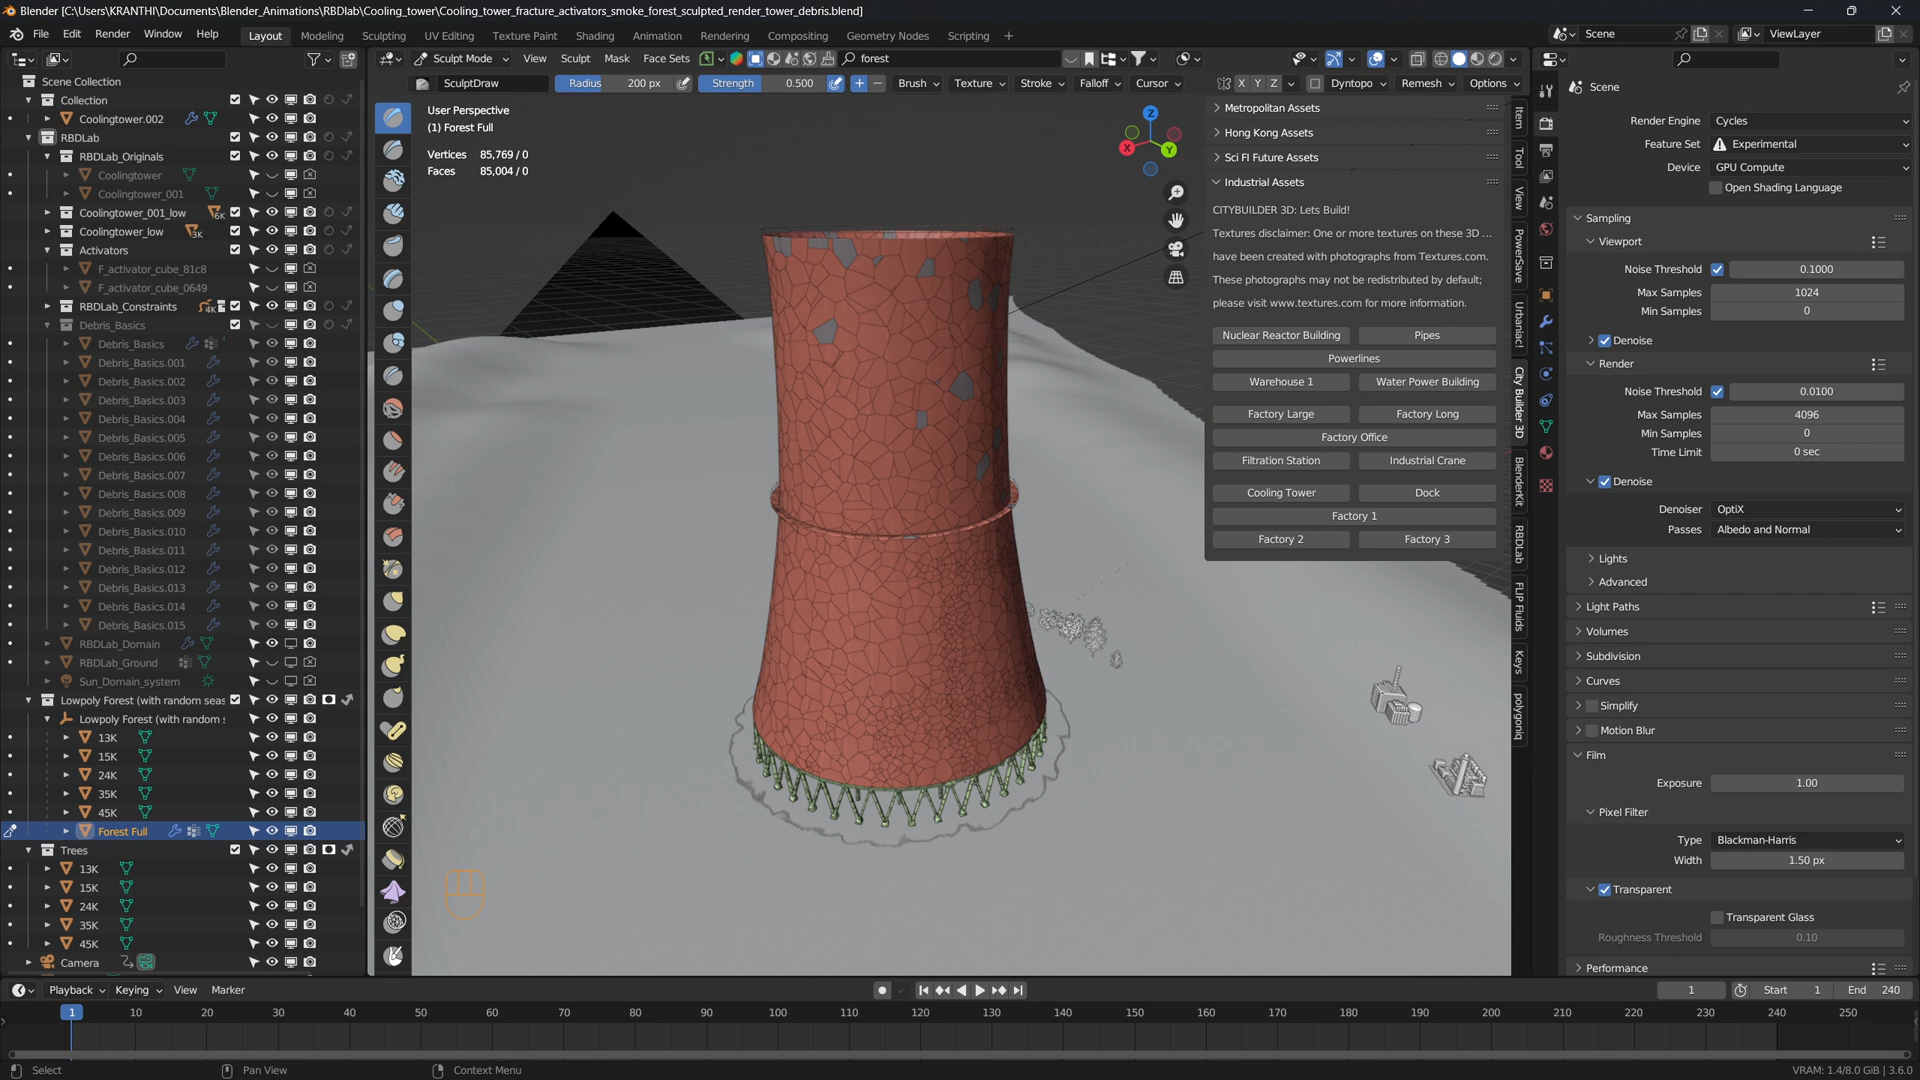 Blender [C:\Users\KRANTHI\Documents\Blender_Animations\RBDlab\Cooling_tower\Cooling_tower_fracture_activators_smoke_forest_sculpted_render_tower_debris.blend]
File Edit Render Window Help Layout Modeling Sculpting UV Editing Texture Paint Shading Animation Rendering Compositing Geometry Nodes Scripting + Scene ViewLayer
Sculpt Mode View Sculpt Mask Face Sets forest
SculptDraw Radius 200 px Strength 0.500 Brush Texture Stroke Falloff Cursor X Y Z Dyntopo Remesh Options
Scene Collection
Collection
Coolingtower.002
RBDLab
RBDLab_Originals
Coolingtower
Coolingtower_001
Coolingtower_001_low 6K
Coolingtower_low 3K
Activators
F_activator_cube_81c8
F_activator_cube_0649
RBDLab_Constraints 4K
Debris_Basics
Debris_Basics
Debris_Basics.001
Debris_Basics.002
Debris_Basics.003
Debris_Basics.004
Debris_Basics.005
Debris_Basics.006
Debris_Basics.007
Debris_Basics.008
Debris_Basics.009
Debris_Basics.010
Debris_Basics.011
Debris_Basics.012
Debris_Basics.013
Debris_Basics.014
Debris_Basics.015
RBDLab_Domain
RBDLab_Ground
Sun_Domain_system
Lowpoly Forest (with random seas
Lowpoly Forest (with random s
13K
15K
24K
35K
45K
Forest Full
Trees
13K
15K
24K
35K
45K
Camera
User Perspective
(1) Forest Full
Vertices 85,769 / 0
Faces 85,004 / 0
Z
X
Y
Metropolitan Assets
Hong Kong Assets
Sci FI Future Assets
Industrial Assets
CITYBUILDER 3D: Lets Build!
Textures disclaimer: One or more textures on these 3D ...
have been created with photographs from Textures.com.
These photographs may not be redistributed by default;
please visit www.textures.com for more information.
Nuclear Reactor Building Pipes
Powerlines
Warehouse 1 Water Power Building
Factory Large Factory Long
Factory Office
Filtration Station Industrial Crane
Cooling Tower Dock
Factory 1
Factory 2 Factory 3
Item
Tool
View
PowerSave
Urbaniac!
City Builder 3D
BlenderKit
RBDLab
FLIP Fluids
Keys
polygoniq
Scene
Render Engine Cycles
Feature Set Experimental
Device GPU Compute
Open Shading Language
Sampling
Viewport
Noise Threshold 0.1000
Max Samples 1024
Min Samples 0
Denoise
Render
Noise Threshold 0.0100
Max Samples 4096
Min Samples 0
Time Limit 0 sec
Denoise
Denoiser OptiX
Passes Albedo and Normal
Lights
Advanced
Light Paths
Volumes
Subdivision
Curves
Simplify
Motion Blur
Film
Exposure 1.00
Pixel Filter
Type Blackman-Harris
Width 1.50 px
Transparent
Transparent Glass
Roughness Threshold 0.10
Performance
Playback Keying View Marker 1 Start 1 End 240
1 10 20 30 40 50 60 70 80 90 100 110 120 130 140 150 160 170 180 190 200 210 220 230 240 250
Select Pan View Context Menu VRAM: 1.4/8.0 GiB | 3.6.0